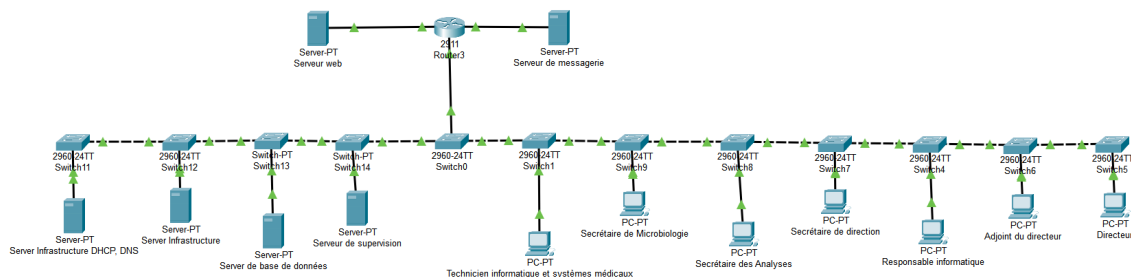 Server-PT
Serveur web
2911
Router3
Server-PT
Serveur de messagerie
2960-24TT
Switch11
2960-24TT
Switch12
Switch-PT
Switch13
Switch-PT
Switch14
2960-24TT
Switch0
2960-24TT
Switch1
2960-24TT
Switch9
2960-24TT
Switch8
2960-24TT
Switch7
2960-24TT
Switch4
2960-24TT
Switch6
2960-24TT
Switch5
Server-PT
Server Infrastructure DHCP, DNS
Server-PT
Server Infrastructure
Server-PT
Server de base de données
Server-PT
Serveur de supervision
PC-PT
Technicien informatique et systèmes médicaux
PC-PT
Secrétaire de Microbiologie
PC-PT
Secrétaire des Analyses
PC-PT
Secrétaire de direction
PC-PT
Responsable informatique
PC-PT
Adjoint du directeur
PC-PT
Directeur